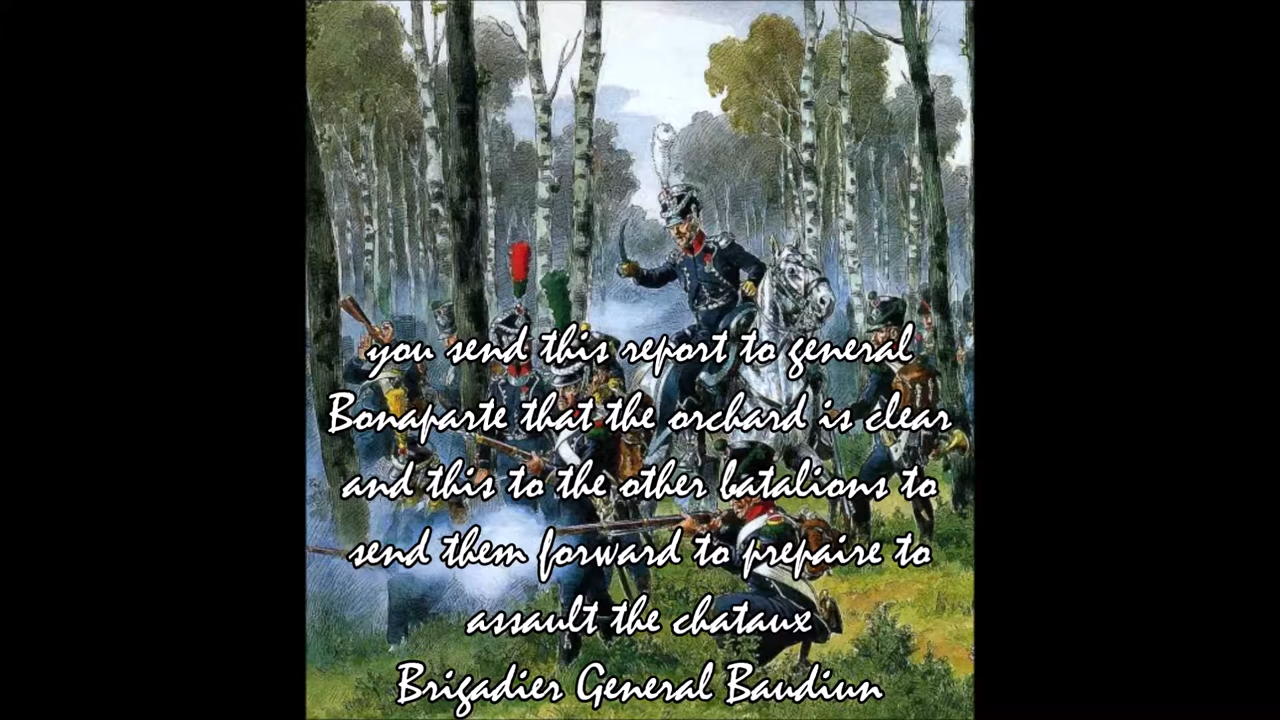 you send this report to general
Bonaparte that the orchard is clear
and this to the other batalions to
send them forward to prepaire to
assault the chataux
Brigadier General Baudiun